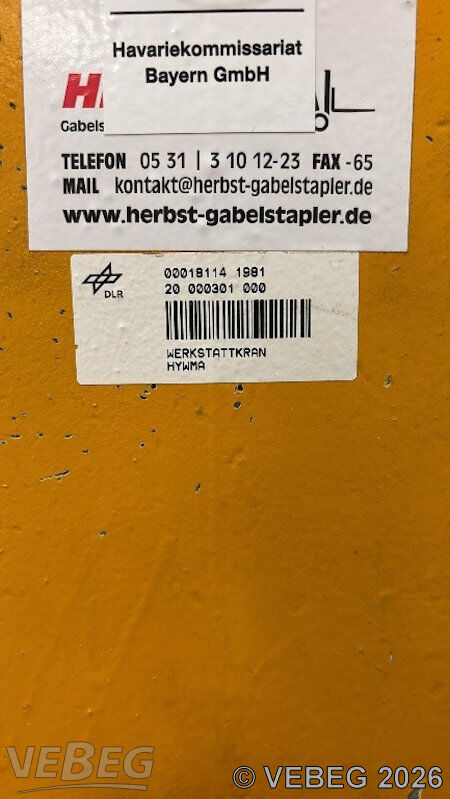 Havariekommissariat
Bayern GmbH
Gabels
TELEFON 05 31 | 3 10 12-23 FAX -65
MAIL kontakt@herbst-gabelstapler.de
www.herbst-gabelstapler.de
DLR
00018114 1981
20 000301 000
WERKSTATTKRAN
HYWMA
VEBEG
© VEBEG 2026